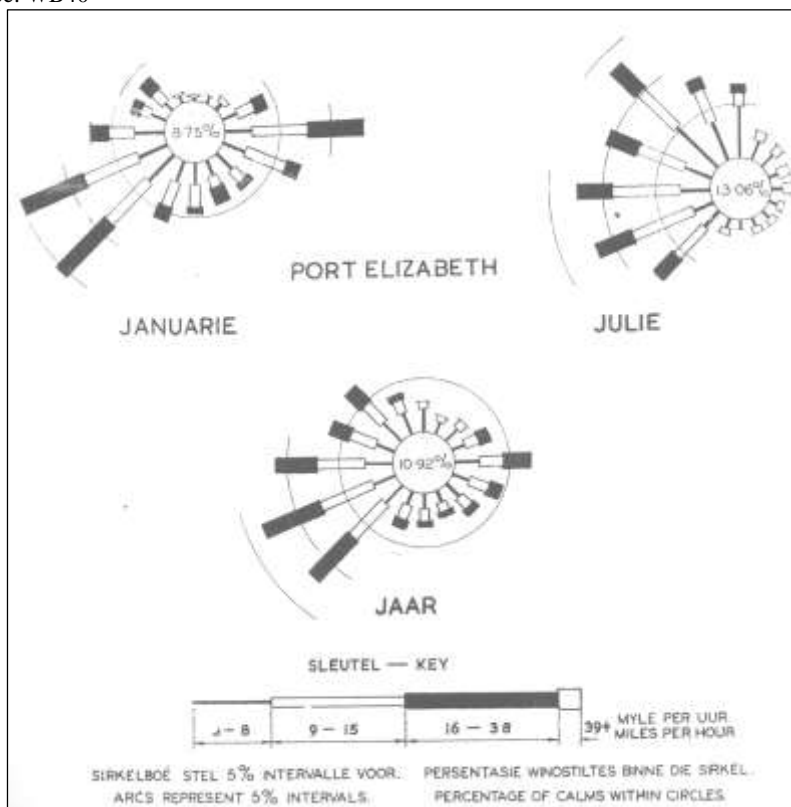 8·75%
13·06%
PORT ELIZABETH
JANUARIE
JULIE
10·92%
JAAR
SLEUTEL — KEY
9 – 15
16 – 38
39+
MYLE PER UUR.
MILES PER HOUR
SIRKELBOË STEL 5% INTERVALLE VOOR.
PERSENTASIE WINDSTILTES BINNE DIE SIRKEL.
ARCS REPRESENT 5% INTERVALS.
PERCENTAGE OF CALMS WITHIN CIRCLES.